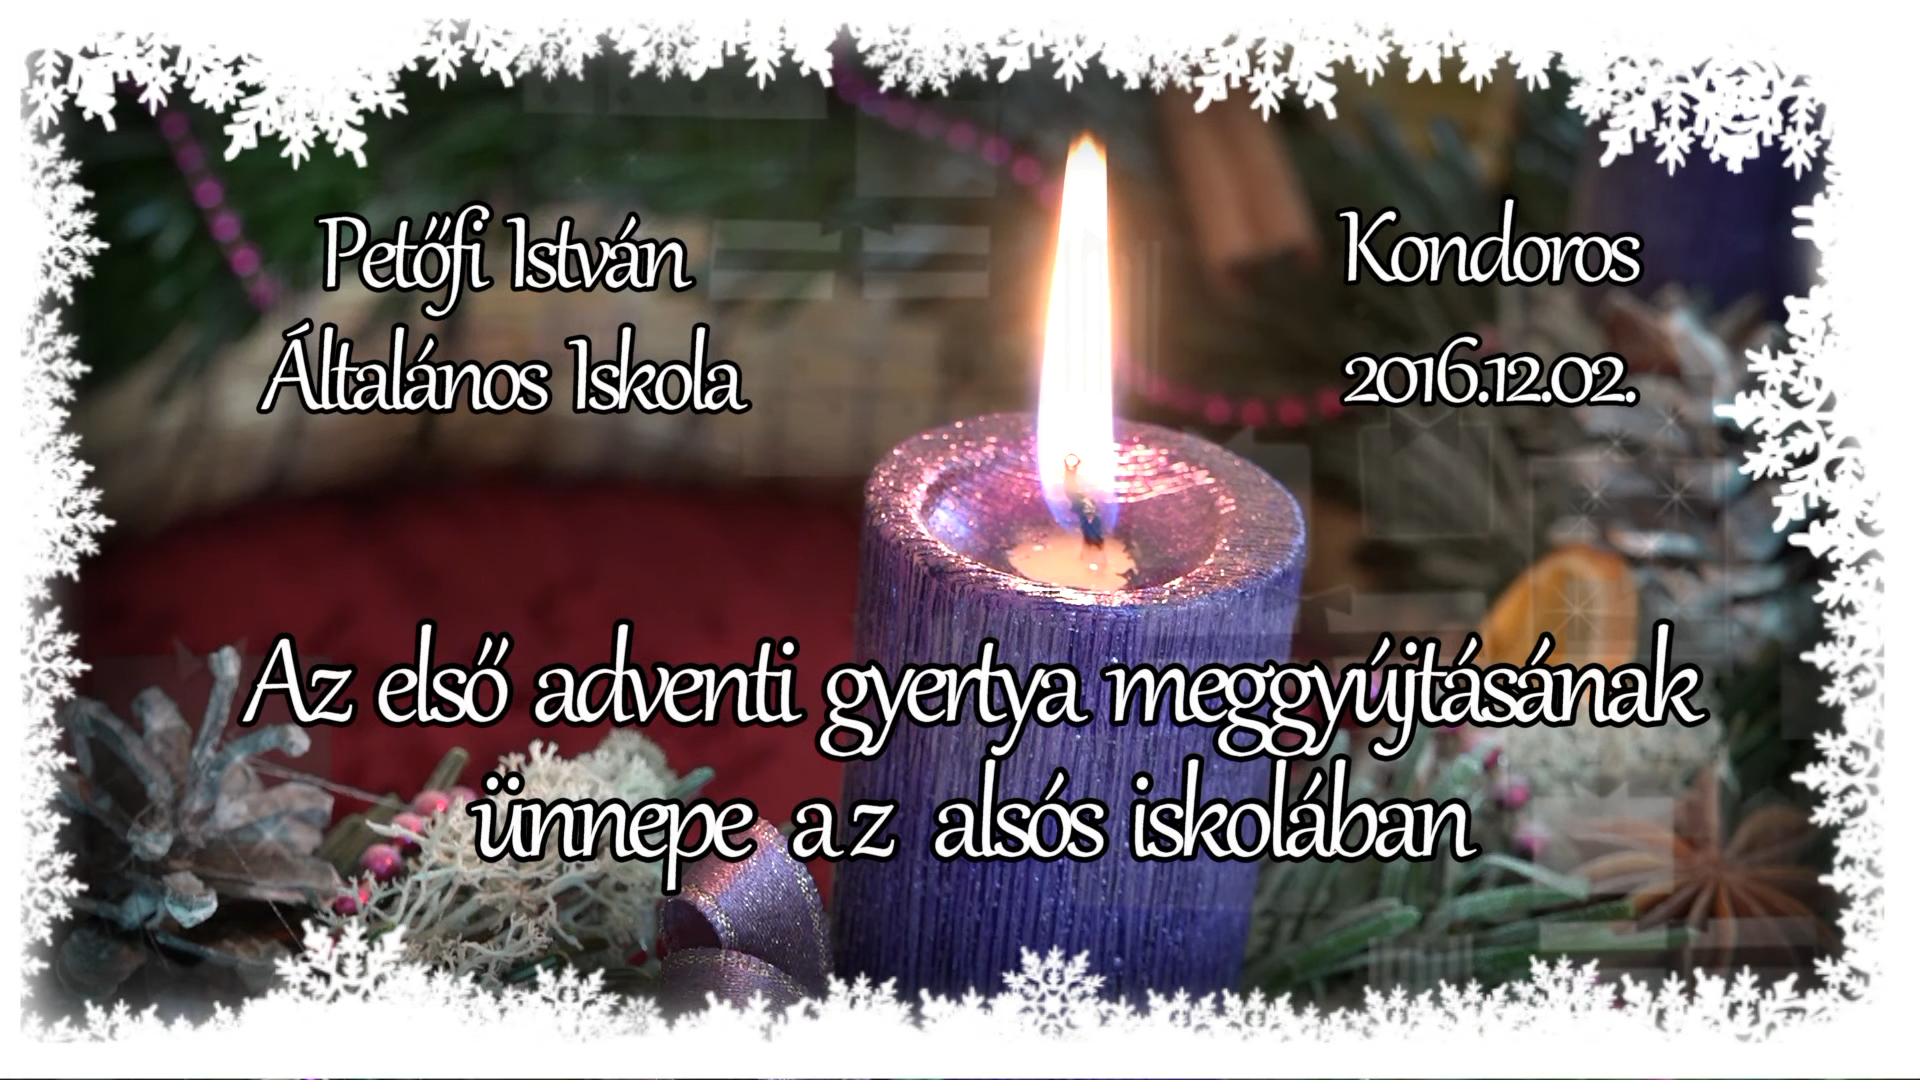 Petőfi István
Általános Iskola
Kondoros
2016.12.02.
Az első adventi gyertya meggyújtásának
ünnepe az alsós iskolában